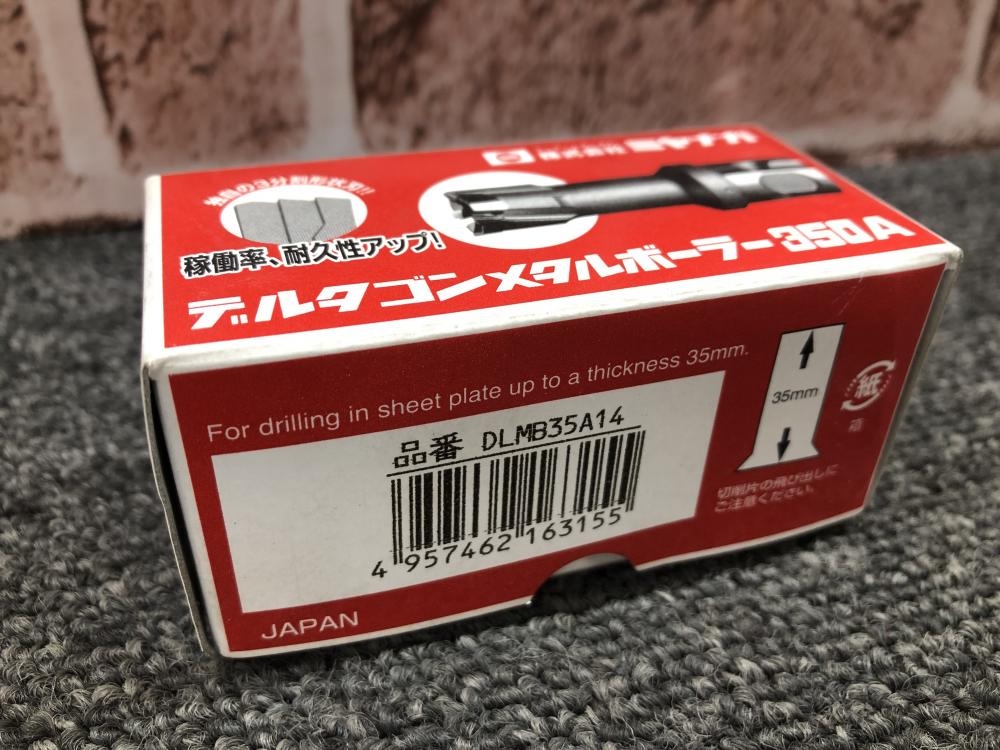 株式会社 ミヤナガ
独自の3分割形状刃!!
稼働率、耐久性アップ!
デルタゴンメタルボーラー350A
For drilling in sheet plate up to a thickness 35mm.
35mm
紙
箱
品番 DLMB35A14
4 957462 163155
切削片の飛び出しに
ご注意ください。
JAPAN